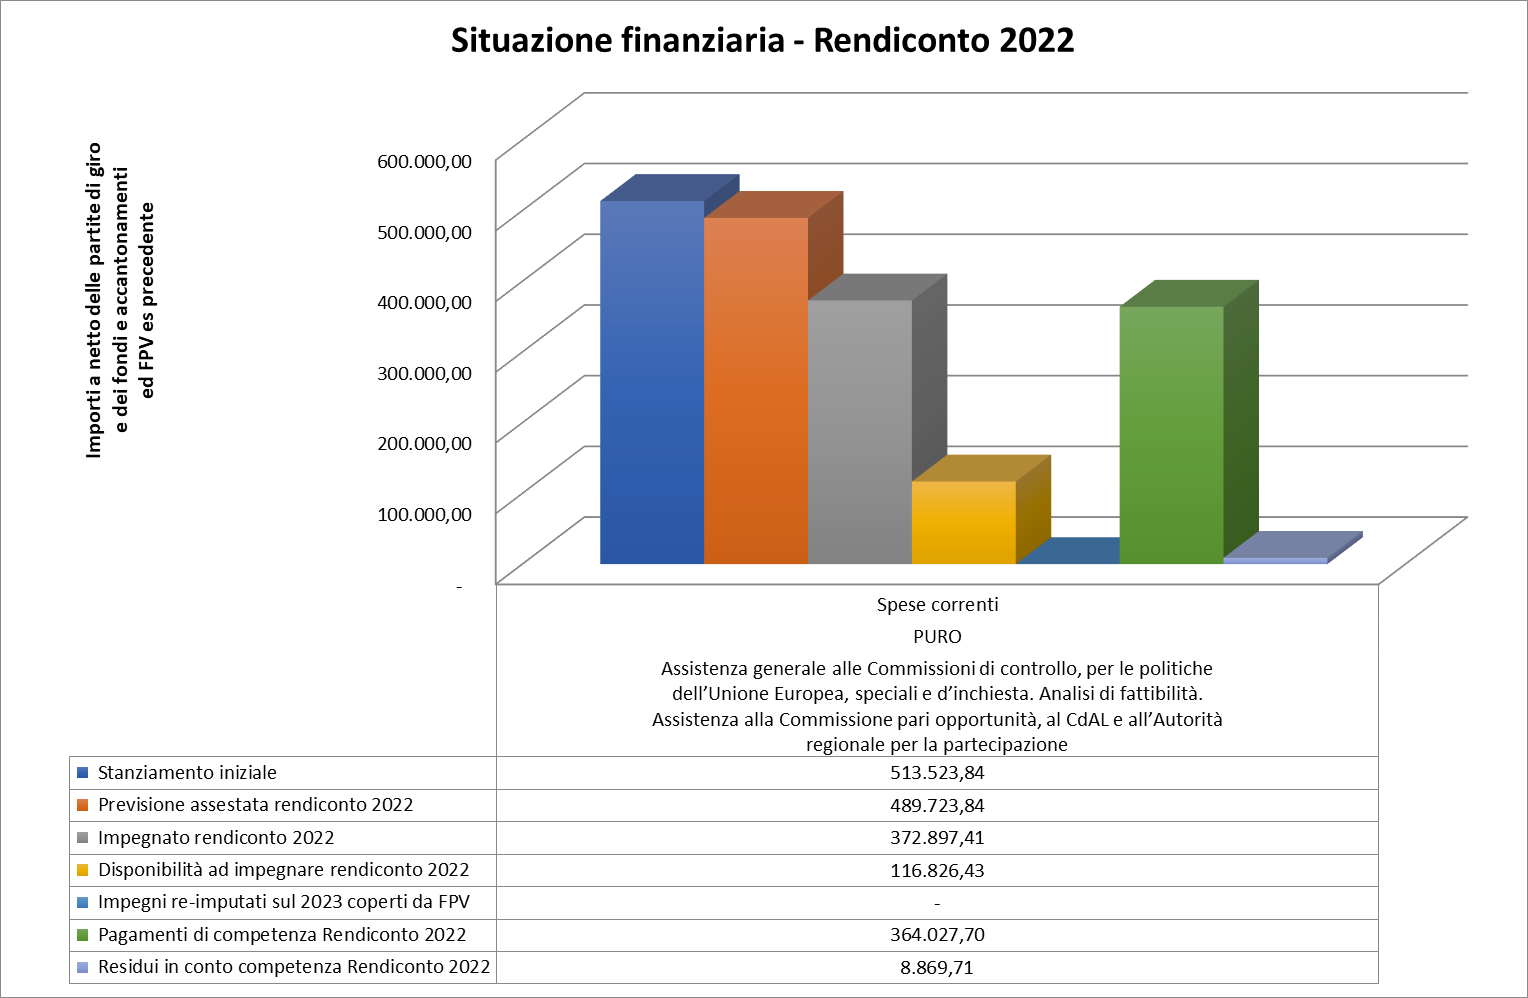 Situazione finanziaria - Rendiconto 2022
Importi a netto delle partite di giro
e dei fondi e accantonamenti
ed FPV es precedente
600.000,00
500.000,00
400.000,00
300.000,00
200.000,00
100.000,00
-
Spese correnti
PURO
Assistenza generale alle Commissioni di controllo, per le politiche
dell’Unione Europea, speciali e d’inchiesta. Analisi di fattibilità.
Assistenza alla Commissione pari opportunità, al CdAL e all’Autorità
regionale per la partecipazione
Stanziamento iniziale 513.523,84
Previsione assestata rendiconto 2022 489.723,84
Impegnato rendiconto 2022 372.897,41
Disponibilità ad impegnare rendiconto 2022 116.826,43
Impegni re-imputati sul 2023 coperti da FPV -
Pagamenti di competenza Rendiconto 2022 364.027,70
Residui in conto competenza Rendiconto 2022 8.869,71